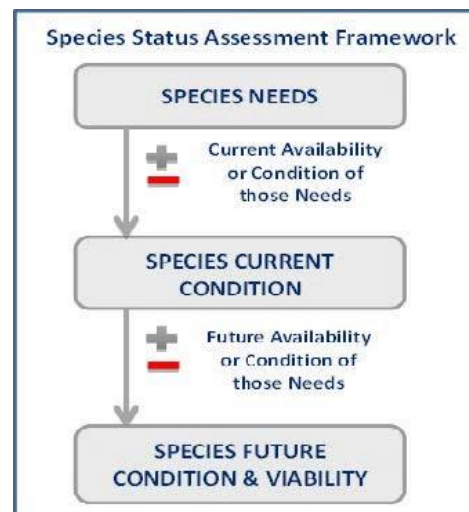 Species Status Assessment Framework
SPECIES NEEDS
Current Availability
or Condition of
those Needs
SPECIES CURRENT
CONDITION
Future Availability
or Condition of
those Needs
SPECIES FUTURE
CONDITION & VIABILITY